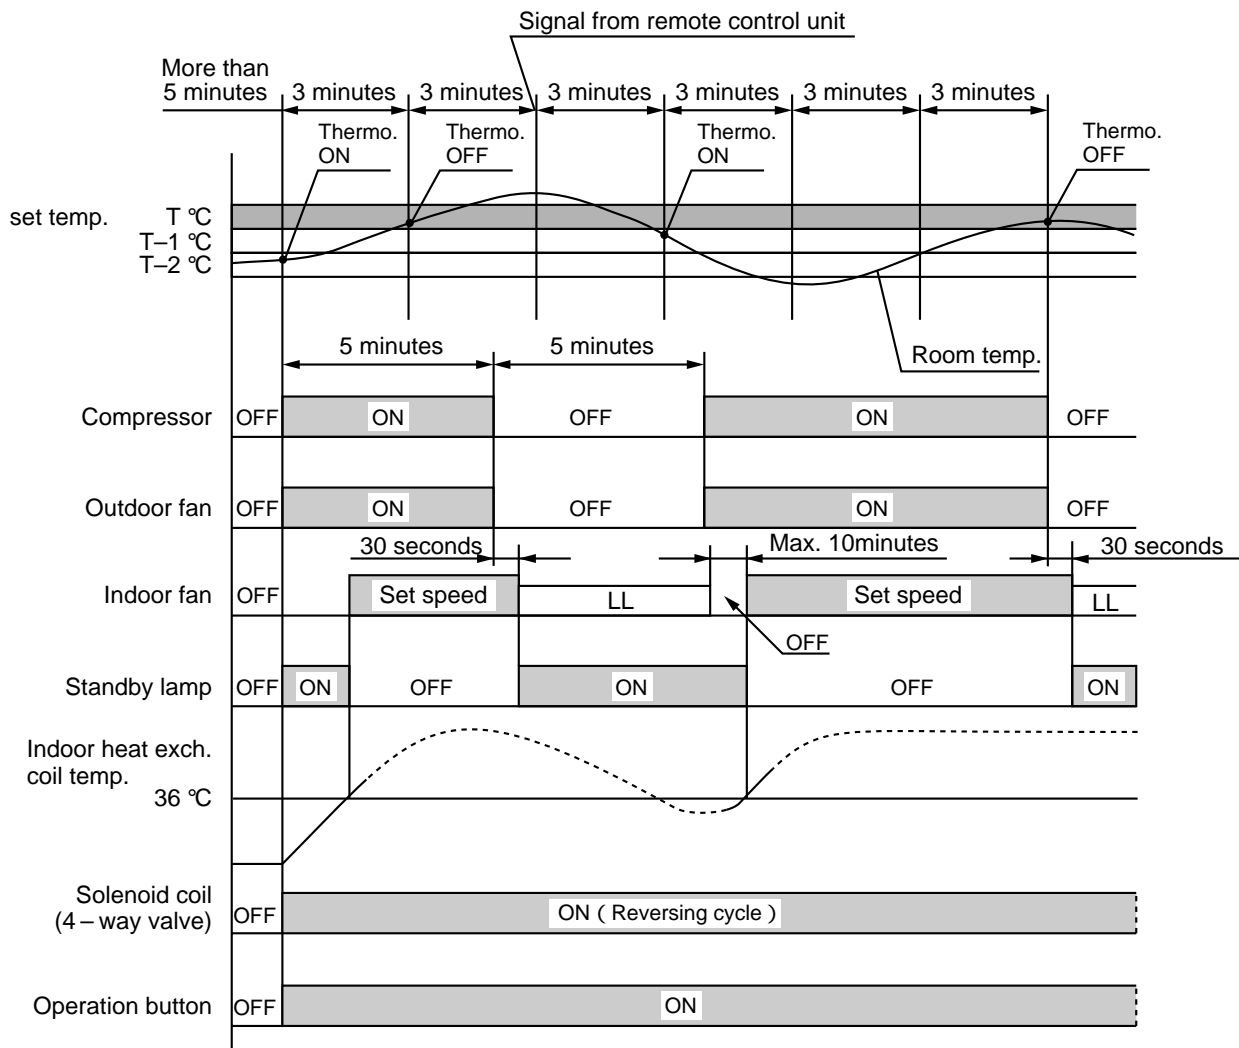 Signal from remote control unit
More than
5 minutes
3 minutes 3 minutes 3 minutes 3 minutes 3 minutes 3 minutes
Thermo.
ON
Thermo.
OFF
Thermo.
ON
Thermo.
OFF
set temp. T °C
T–1 °C
T–2 °C
5 minutes 5 minutes
Room temp.
Compressor OFF ON OFF ON OFF
Outdoor fan OFF ON OFF ON OFF
30 seconds Max. 10minutes 30 seconds
Indoor fan OFF Set speed LL Set speed LL
OFF
Standby lamp OFF ON OFF ON OFF ON
Indoor heat exch.
coil temp.
36 °C
Solenoid coil
(4 – way valve) OFF ON ( Reversing cycle )
Operation button OFF ON